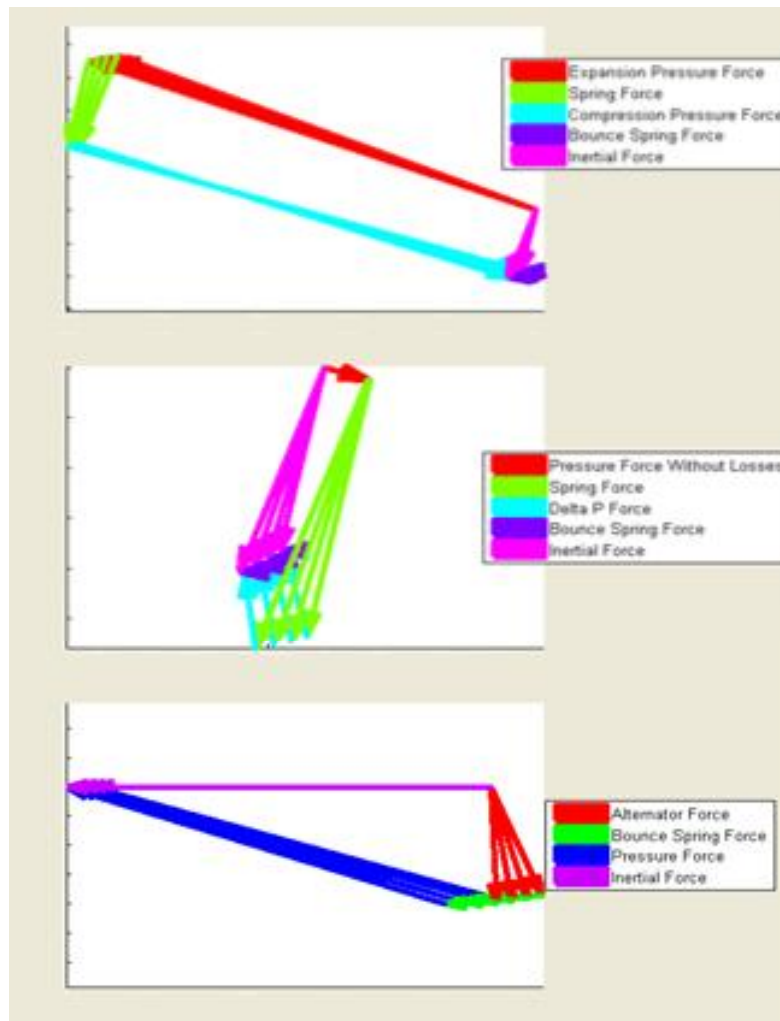 Expansion Pressure Force
Spring Force
Compression Pressure Force
Bounce Spring Force
Inertial Force
Pressure Force Without Losses
Spring Force
Delta P Force
Bounce Spring Force
Inertial Force
Alternator Force
Bounce Spring Force
Pressure Force
Inertial Force